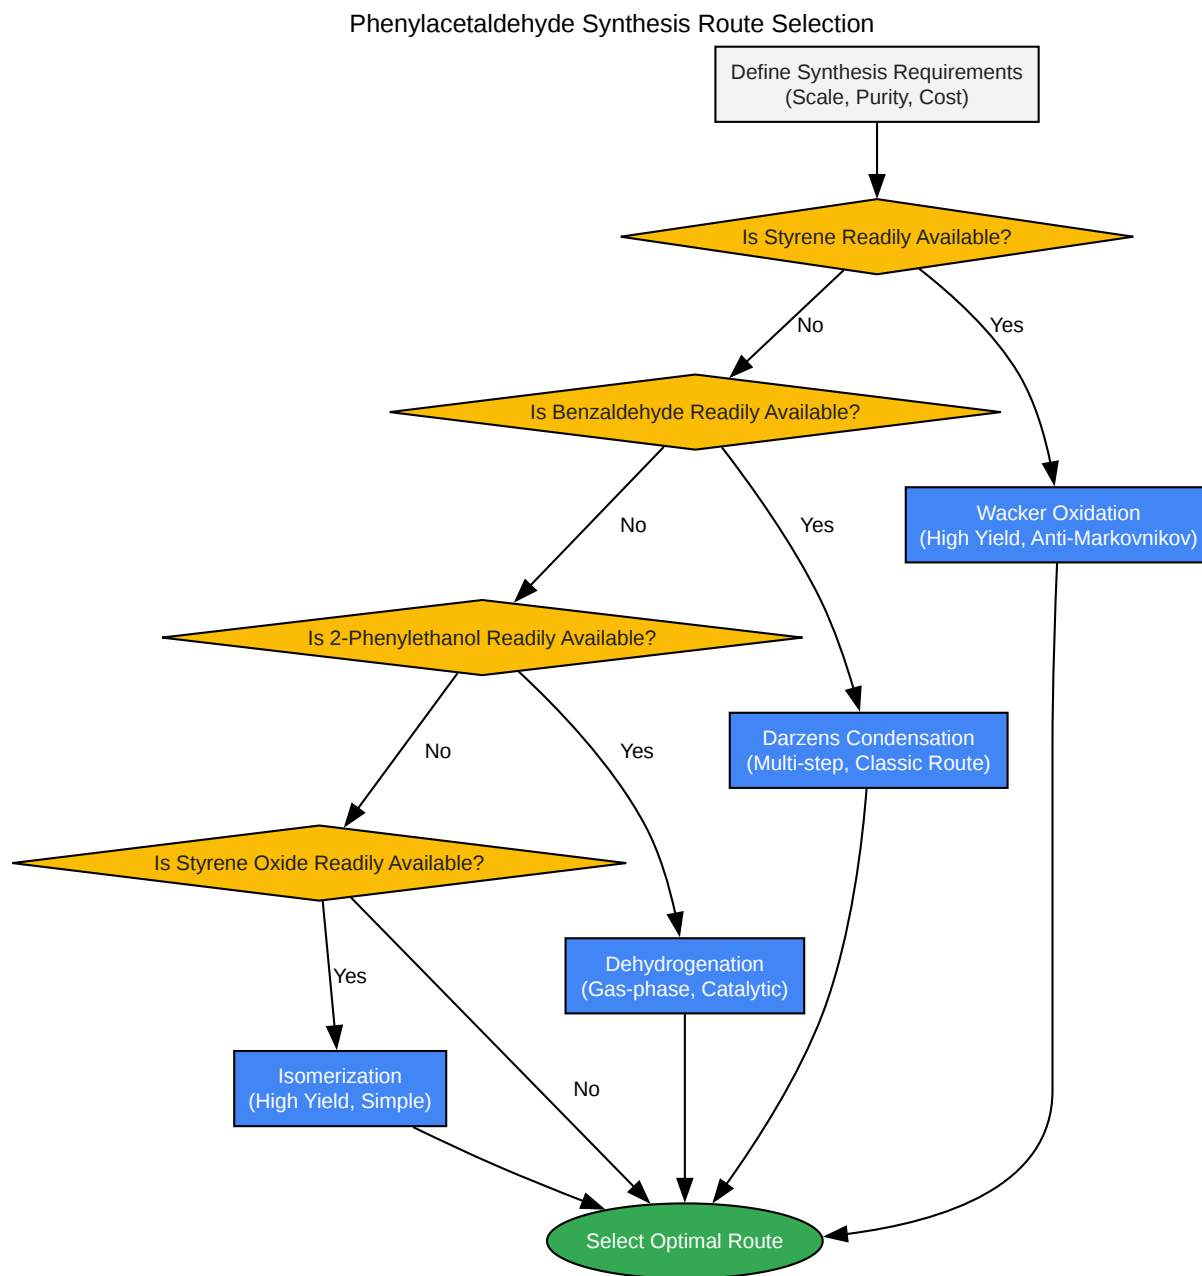 Phenylacetaldehyde Synthesis Route Selection
Define Synthesis Requirements
(Scale, Purity, Cost)
Is Styrene Readily Available?
No
Yes
Is Benzaldehyde Readily Available?
Wacker Oxidation
(High Yield, Anti-Markovnikov)
No
Yes
Is 2-Phenylethanol Readily Available?
Darzens Condensation
(Multi-step, Classic Route)
No
Yes
Is Styrene Oxide Readily Available?
Dehydrogenation
(Gas-phase, Catalytic)
Yes
No
Isomerization
(High Yield, Simple)
Select Optimal Route